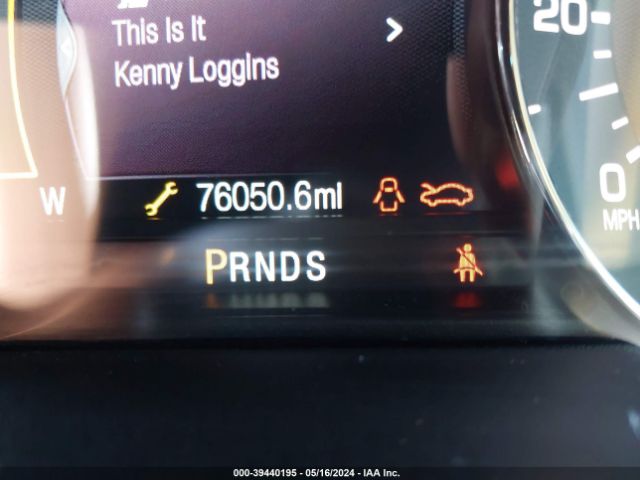 This Is It
Kenny Loggins
20
0
MPH
W
76050.6mi
PRNDS
000-39440195 - 05/16/2024 - IAA Inc.